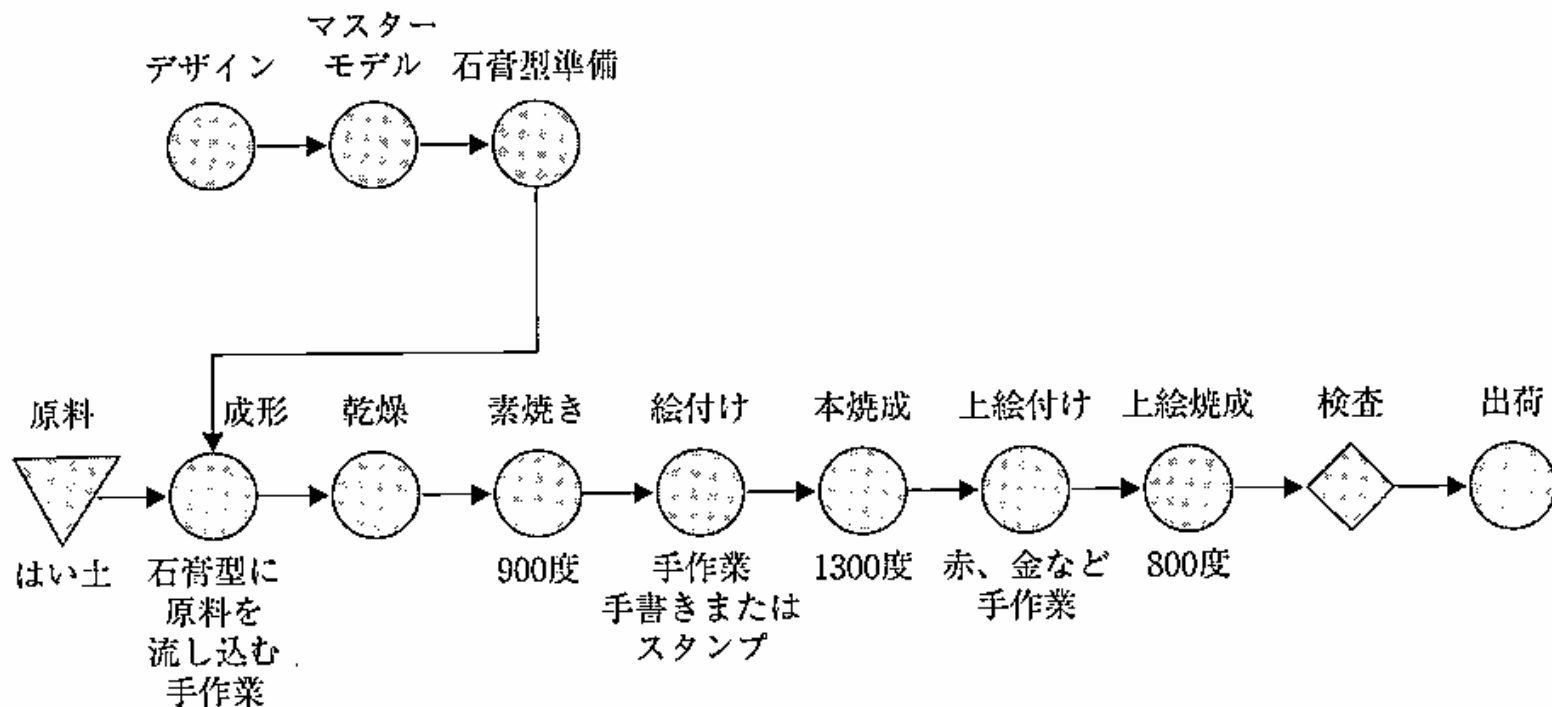 デザイン
マスター
モデル
石膏型準備
原料
成形
乾燥
素焼き
絵付け
本焼成
上絵付け
上絵焼成
検査
出荷
はい土
石膏型に
原料を
流し込む
手作業
900度
手作業
手書きまたは
スタンプ
1300度
赤、金など
手作業
800度